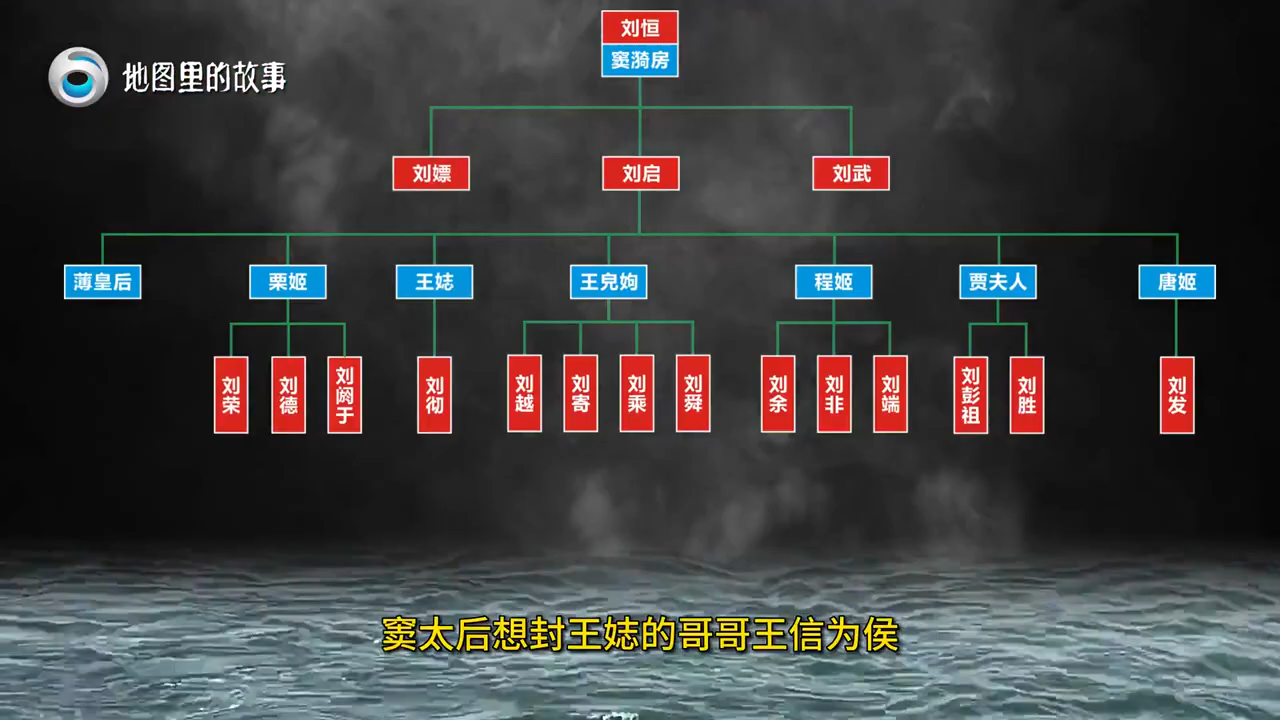 地图里的故事
刘恒
窦漪房
刘嫖
刘启
刘武
薄皇后
栗姬
王娡
王皃姁
程姬
贾夫人
唐姬
刘荣
刘德
刘阏于
刘彻
刘越
刘寄
刘乘
刘舜
刘余
刘非
刘端
刘彭祖
刘胜
刘发
窦太后想封王娡的哥哥王信为侯